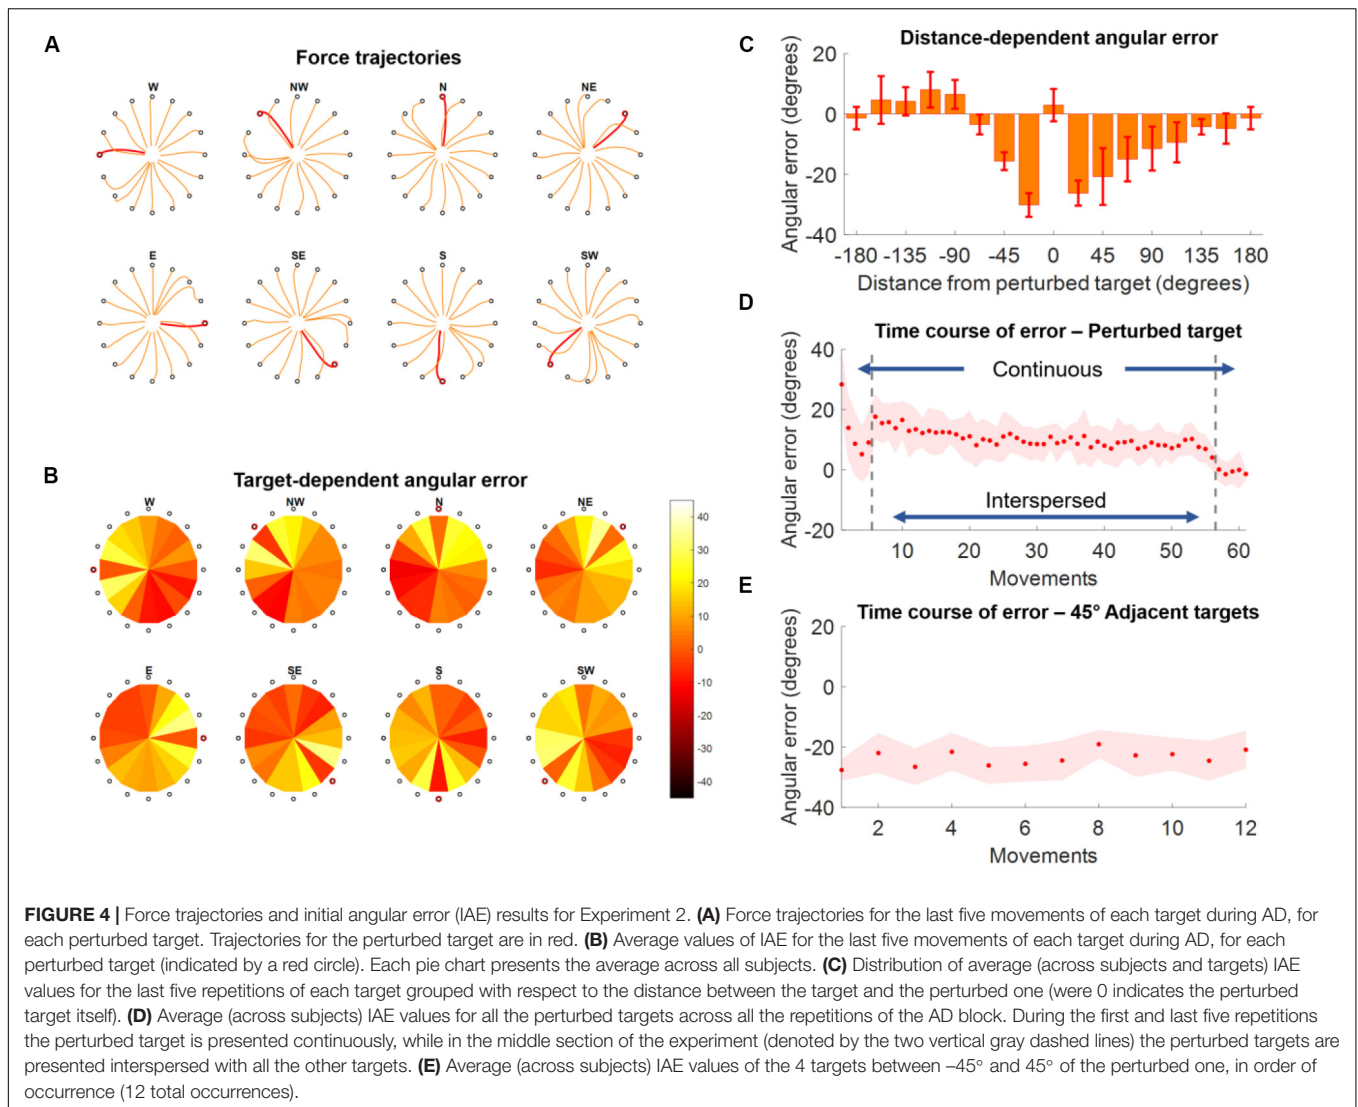 A
Force trajectories
W
NW
N
NE
E
SE
S
SW
B
Target-dependent angular error
W
NW
N
NE
E
SE
S
SW
40
30
20
10
0
-10
-20
-30
-40
C
Distance-dependent angular error
Angular error (degrees)
20
0
-20
-40
-180 -135 -90 -45 0 45 90 135 180
Distance from perturbed target (degrees)
D
Time course of error – Perturbed target
Angular error (degrees)
40
20
0
-20
Continuous
Interspersed
10 20 30 40 50 60
Movements
E
Time course of error – 45° Adjacent targets
Angular error (degrees)
20
0
-20
-40
2 4 6 8 10 12
Movements
FIGURE 4 | Force trajectories and initial angular error (IAE) results for Experiment 2. (A) Force trajectories for the last five movements of each target during AD, for
each perturbed target. Trajectories for the perturbed target are in red. (B) Average values of IAE for the last five movements of each target during AD, for each
perturbed target (indicated by a red circle). Each pie chart presents the average across all subjects. (C) Distribution of average (across subjects and targets) IAE
values for the last five repetitions of each target grouped with respect to the distance between the target and the perturbed one (were 0 indicates the perturbed
target itself). (D) Average (across subjects) IAE values for all the perturbed targets across all the repetitions of the AD block. During the first and last five repetitions
the perturbed target is presented continuously, while in the middle section of the experiment (denoted by the two vertical gray dashed lines) the perturbed targets are
presented interspersed with all the other targets. (E) Average (across subjects) IAE values of the 4 targets between –45° and 45° of the perturbed one, in order of
occurrence (12 total occurrences).